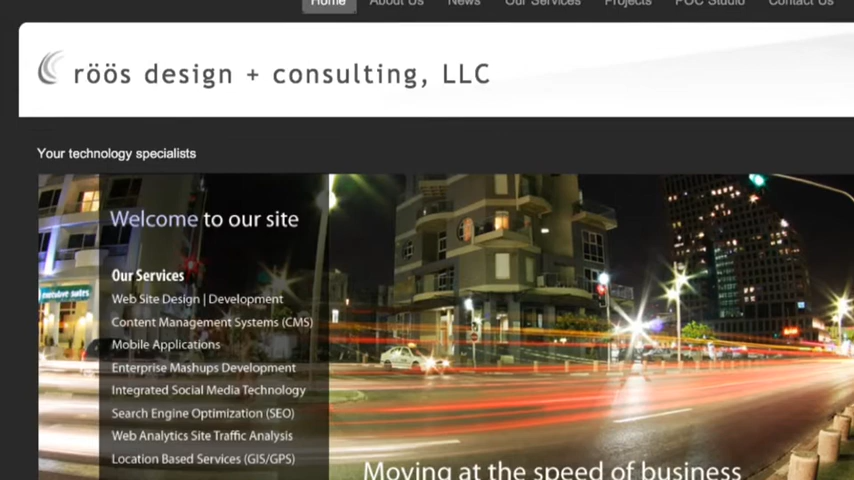 Home About Us News Our Services Projects POC Studio Contact Us
röös design + consulting, LLC
Your technology specialists
Welcome to our site
Our Services
Web Site Design | Development
Content Management Systems (CMS)
Mobile Applications
Enterprise Mashups Development
Integrated Social Media Technology
Search Engine Optimization (SEO)
Web Analytics Site Traffic Analysis
Location Based Services (GIS/GPS)
Moving at the speed of business